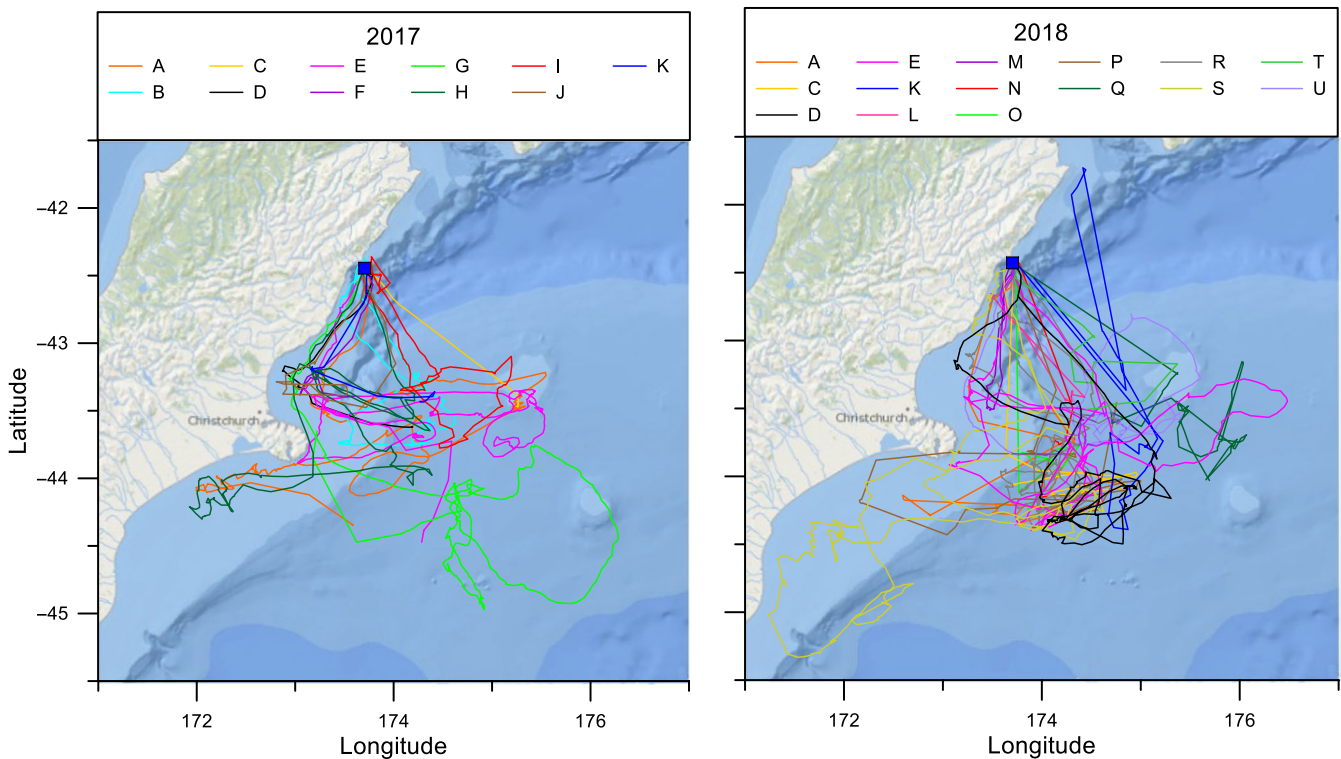 2017
A C E G I K
B D F H J
2018
A E M P R T
C K N Q S U
D L O
Latitude
−42
−43
−44
−45
Christchurch
172 174 176
Longitude
Christchurch
172 174 176
Longitude